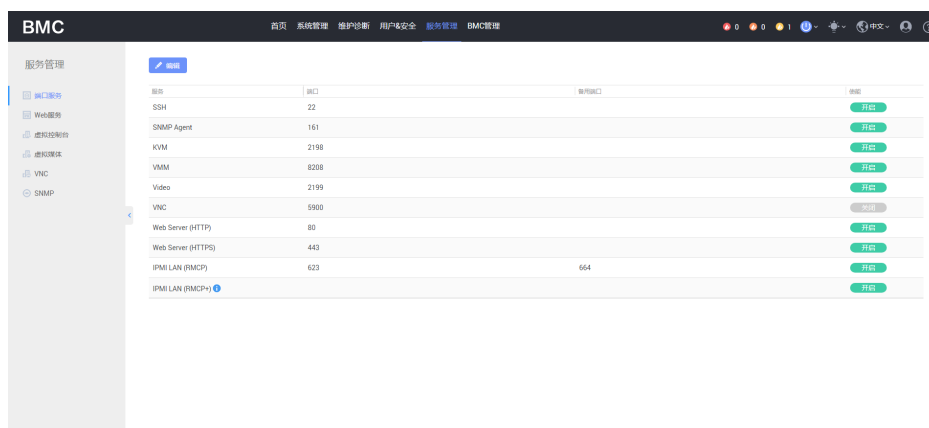 BMC 首页 系统管理 维护诊断 用户&安全 服务管理 BMC管理 0 0 1 中文
服务管理
编辑
端口服务
Web服务
虚拟控制台
虚拟媒体
VNC
SNMP
服务 端口 备用端口 使能
SSH 22 开启
SNMP Agent 161 开启
KVM 2198 开启
VMM 8208 开启
Video 2199 开启
VNC 5900 关闭
Web Server (HTTP) 80 开启
Web Server (HTTPS) 443 开启
IPMI LAN (RMCP) 623 664 开启
IPMI LAN (RMCP+) 开启